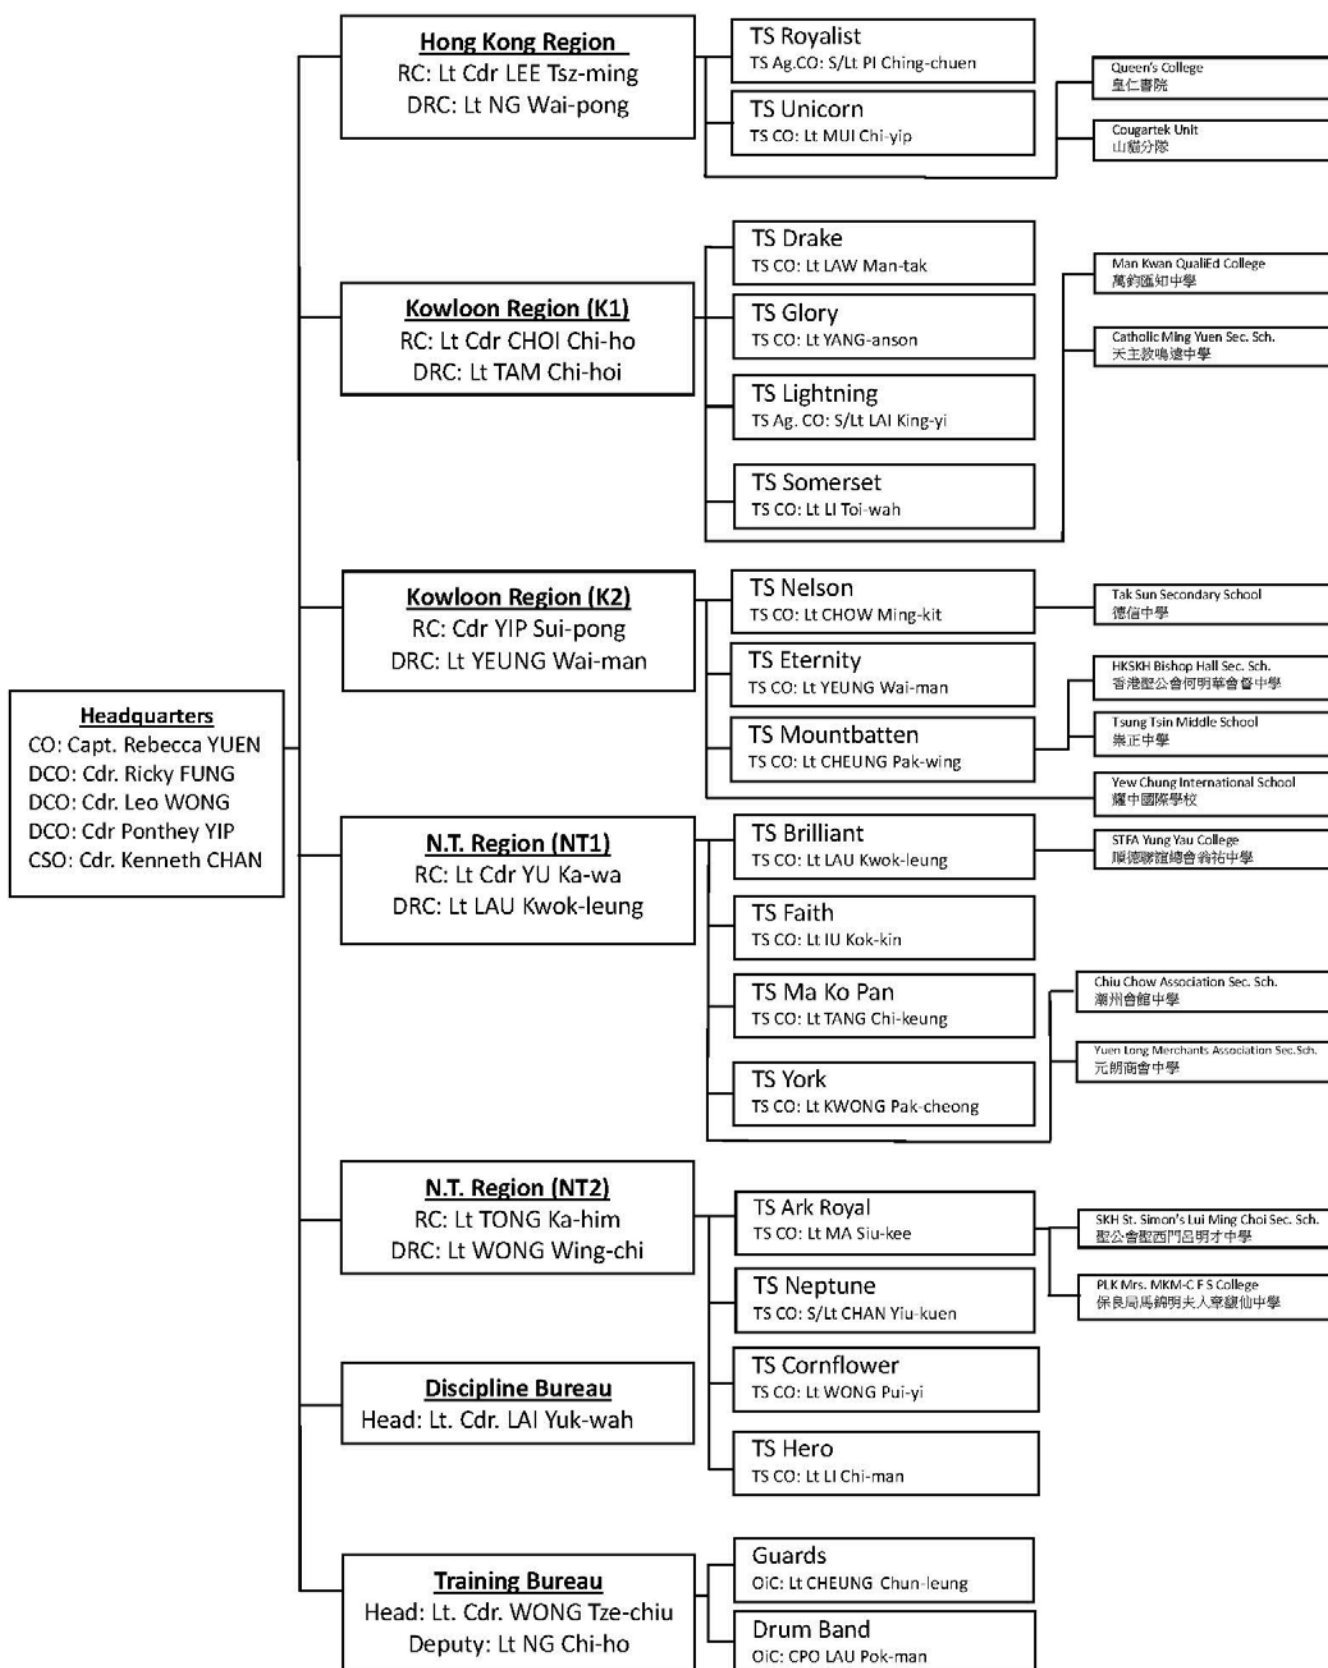 Headquarters
CO: Capt. Rebecca YUEN
DCO: Cdr. Ricky FUNG
DCO: Cdr. Leo WONG
DCO: Cdr Ponthey YIP
CSO: Cdr. Kenneth CHAN
Hong Kong Region
RC: Lt Cdr LEE Tsz-ming
DRC: Lt NG Wai-pong
TS Royalist
TS Ag.CO: S/Lt PI Ching-chuen
TS Unicorn
TS CO: Lt MUI Chi-yip
Queen's College
皇仁書院
Cougartek Unit
山貓分隊
Kowloon Region (K1)
RC: Lt Cdr CHOI Chi-ho
DRC: Lt TAM Chi-hoi
TS Drake
TS CO: Lt LAW Man-tak
TS Glory
TS CO: Lt YANG-anson
TS Lightning
TS Ag. CO: S/Lt LAI King-yi
TS Somerset
TS CO: Lt LI Toi-wah
Man Kwan QualiEd College
萬鈞匯知中學
Catholic Ming Yuen Sec. Sch.
天主教鳴遠中學
Kowloon Region (K2)
RC: Cdr YIP Sui-pong
DRC: Lt YEUNG Wai-man
TS Nelson
TS CO: Lt CHOW Ming-kit
TS Eternity
TS CO: Lt YEUNG Wai-man
TS Mountbatten
TS CO: Lt CHEUNG Pak-wing
Tak Sun Secondary School
德信中學
HKSKH Bishop Hall Sec. Sch.
香港聖公會何明華會督中學
Tsung Tsin Middle School
崇正中學
Yew Chung International School
耀中國際學校
N.T. Region (NT1)
RC: Lt Cdr YU Ka-wa
DRC: Lt LAU Kwok-leung
TS Brilliant
TS CO: Lt LAU Kwok-leung
TS Faith
TS CO: Lt IU Kok-kin
TS Ma Ko Pan
TS CO: Lt TANG Chi-keung
TS York
TS CO: Lt KWONG Pak-cheong
STFA Yung Yau College
順德聯誼總會翁祐中學
Chiu Chow Association Sec. Sch.
潮州會館中學
Yuen Long Merchants Association Sec.Sch.
元朗商會中學
N.T. Region (NT2)
RC: Lt TONG Ka-him
DRC: Lt WONG Wing-chi
TS Ark Royal
TS CO: Lt MA Siu-kee
TS Neptune
TS CO: S/Lt CHAN Yiu-kuen
TS Cornflower
TS CO: Lt WONG Pui-yi
TS Hero
TS CO: Lt LI Chi-man
SKH St. Simon's Lui Ming Choi Sec. Sch.
聖公會聖西門呂明才中學
PLK Mrs. MKM-C F S College
保良局馬錦明夫人章馥仙中學
Discipline Bureau
Head: Lt. Cdr. LAI Yuk-wah
Training Bureau
Head: Lt. Cdr. WONG Tze-chiu
Deputy: Lt NG Chi-ho
Guards
OiC: Lt CHEUNG Chun-leung
Drum Band
OiC: CPO LAU Pok-man